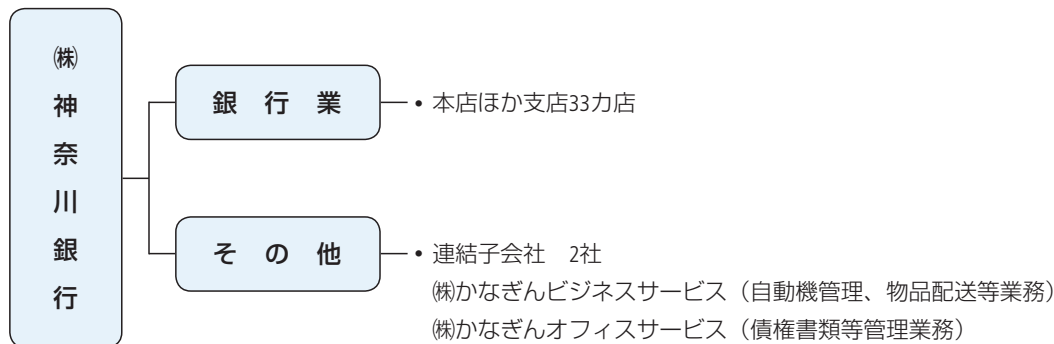 ㈱神奈川銀行
銀行業
• 本店ほか支店33カ店
その他
• 連結子会社　2社
㈱かなぎんビジネスサービス（自動機管理、物品配送等業務）
㈱かなぎんオフィスサービス（債権書類等管理業務）